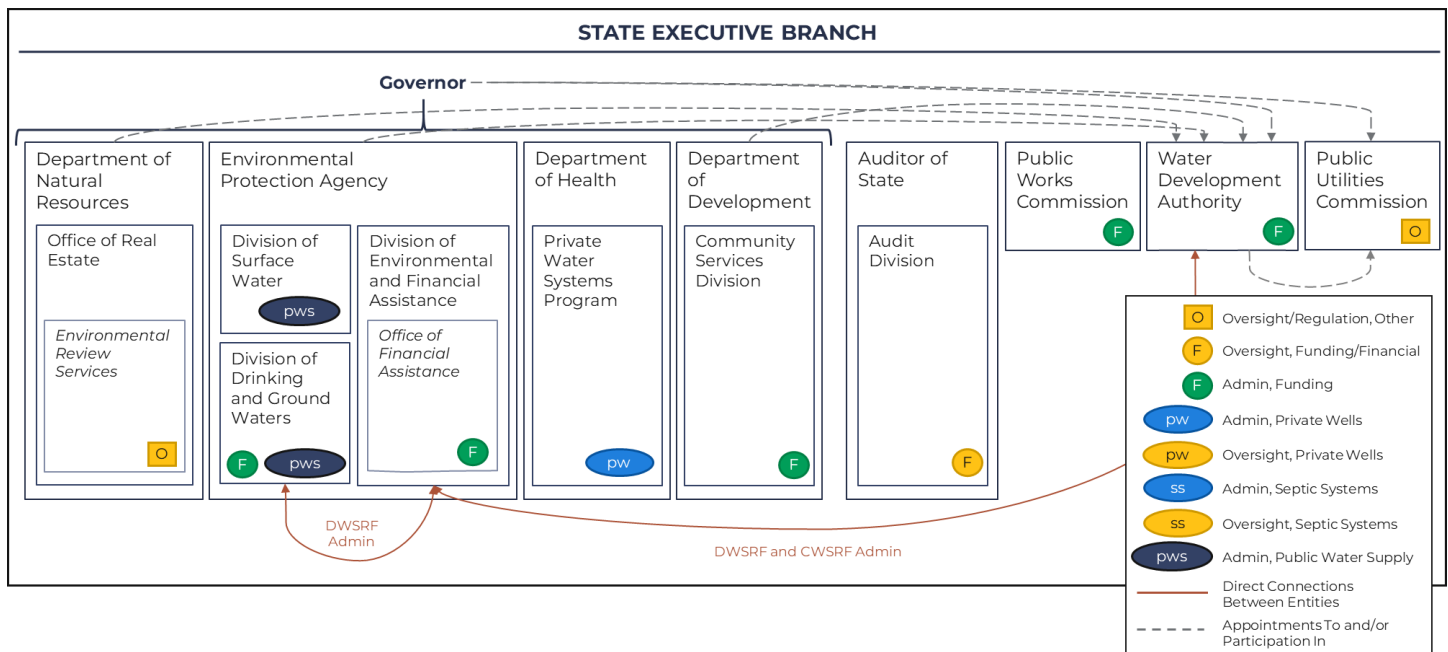 STATE EXECUTIVE BRANCH
Governor
Department of
Natural
Resources
Office of Real
Estate
Environmental
Review
Services
O
Environmental
Protection Agency
Division of
Surface
Water
pws
Division of
Drinking
and Ground
Waters
F
pws
Division of
Environmental
and Financial
Assistance
Office of
Financial
Assistance
F
Department
of Health
Private
Water
Systems
Program
pw
Department
of
Development
Community
Services
Division
F
Auditor of
State
Audit
Division
F
Public
Works
Commission
F
Water
Development
Authority
F
Public
Utilities
Commission
O
DWSRF
Admin
DWSRF and CWSRF Admin
O
Oversight/Regulation, Other
F
Oversight, Funding/Financial
F
Admin, Funding
pw
Admin, Private Wells
pw
Oversight, Private Wells
ss
Admin, Septic Systems
ss
Oversight, Septic Systems
pws
Admin, Public Water Supply
Direct Connections
Between Entities
Appointments To and/or
Participation In